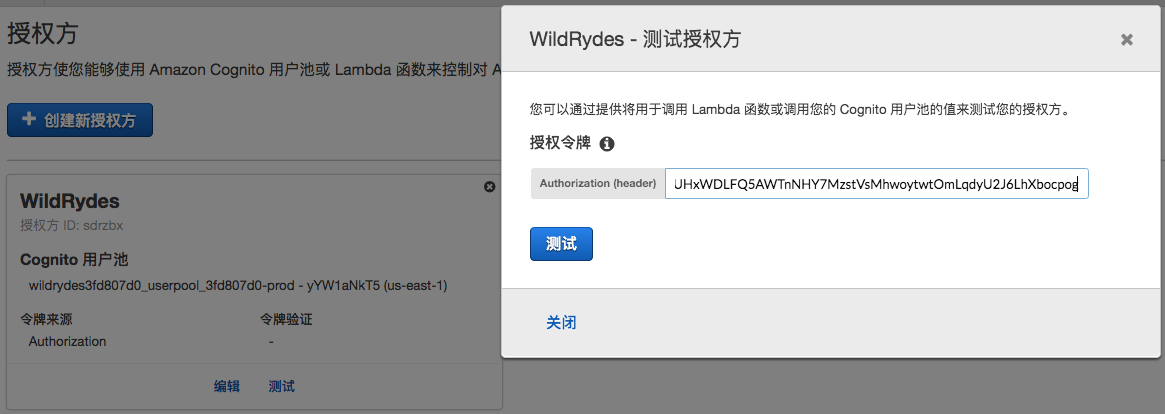 授权方
授权方使您能够使用 Amazon Cognito 用户池或 Lambda 函数来控制对 A
创建新授权方
WildRydes
授权方 ID: sdrzbx
Cognito 用户池
wildrydes3fd807d0_userpool_3fd807d0-prod - yYW1aNkT5 (us-east-1)
令牌来源 令牌验证
Authorization -
编辑 测试
WildRydes - 测试授权方
您可以通过提供将用于调用 Lambda 函数或调用您的 Cognito 用户池的值来测试您的授权方。
授权令牌
Authorization (header) UHxWDLFQ5AWTnNHY7MzstVsMhwoytwtOmLqdyU2J6LhXbocpog
测试
关闭